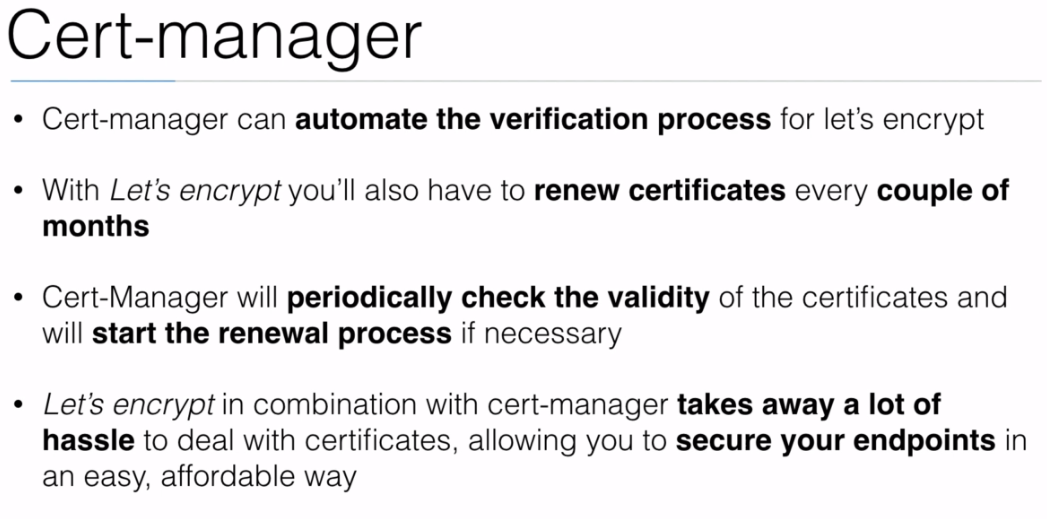 Cert-manager
• Cert-manager can automate the verification process for let's encrypt
• With Let's encrypt you'll also have to renew certificates every couple of
months
• Cert-Manager will periodically check the validity of the certificates and
will start the renewal process if necessary
• Let's encrypt in combination with cert-manager takes away a lot of
hassle to deal with certificates, allowing you to secure your endpoints in
an easy, affordable way